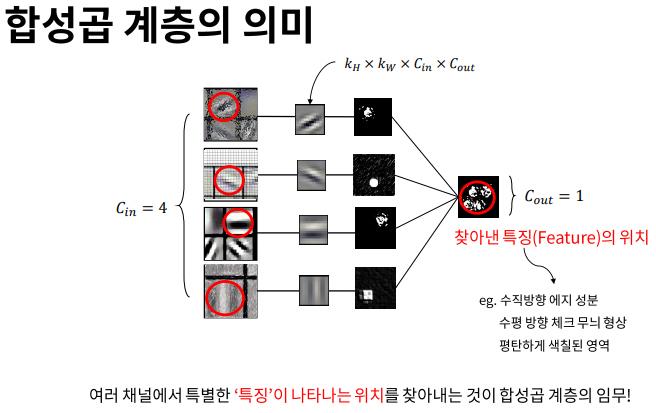 합성곱 계층의 의미
k_H × k_W × C_in × C_out
C_in = 4
C_out = 1
찾아낸 특징(Feature)의 위치
eg. 수직방향 에지 성분
수평 방향 체크 무늬 형상
평탄하게 색칠된 영역
여러 채널에서 특별한 ‘특징’이 나타나는 위치를 찾아내는 것이 합성곱 계층의 임무!